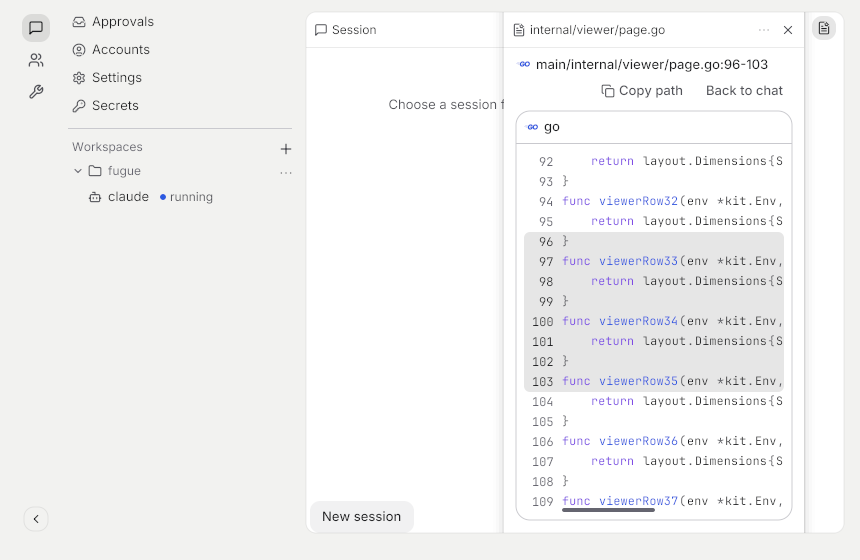 Approvals
Accounts
Settings
Secrets
Workspaces
fugue
claude running
Session
Choose a session f
New session
internal/viewer/page.go
main/internal/viewer/page.go:96-103
Copy path
Back to chat
go
92 return layout.Dimensions{S
93 }
94 func viewerRow32(env *kit.Env,
95 return layout.Dimensions{S
96 }
97 func viewerRow33(env *kit.Env,
98 return layout.Dimensions{S
99 }
100 func viewerRow34(env *kit.Env,
101 return layout.Dimensions{S
102 }
103 func viewerRow35(env *kit.Env,
104 return layout.Dimensions{S
105 }
106 func viewerRow36(env *kit.Env,
107 return layout.Dimensions{S
108 }
109 func viewerRow37(env *kit.Env,